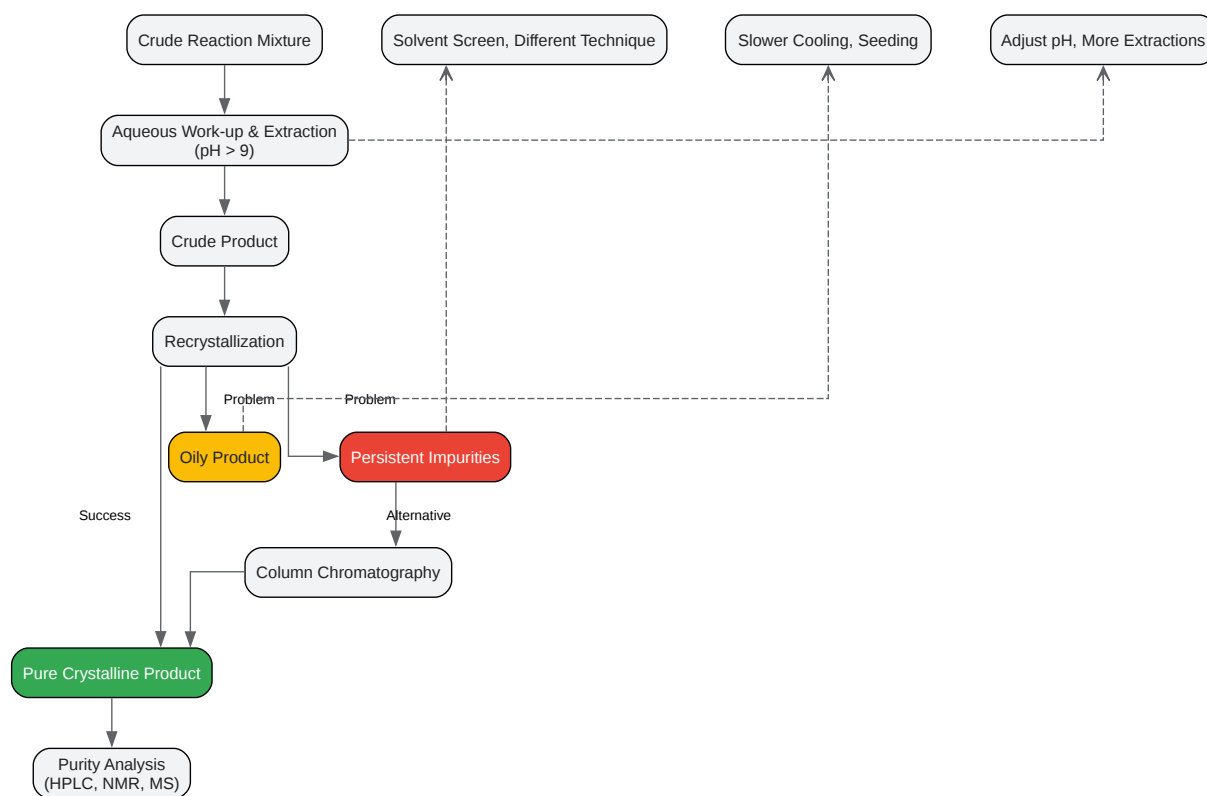 Crude Reaction Mixture
Solvent Screen, Different Technique
Slower Cooling, Seeding
Adjust pH, More Extractions
Aqueous Work-up & Extraction
(pH > 9)
Crude Product
Recrystallization
Problem
Problem
Oily Product
Persistent Impurities
Success
Alternative
Column Chromatography
Pure Crystalline Product
Purity Analysis
(HPLC, NMR, MS)